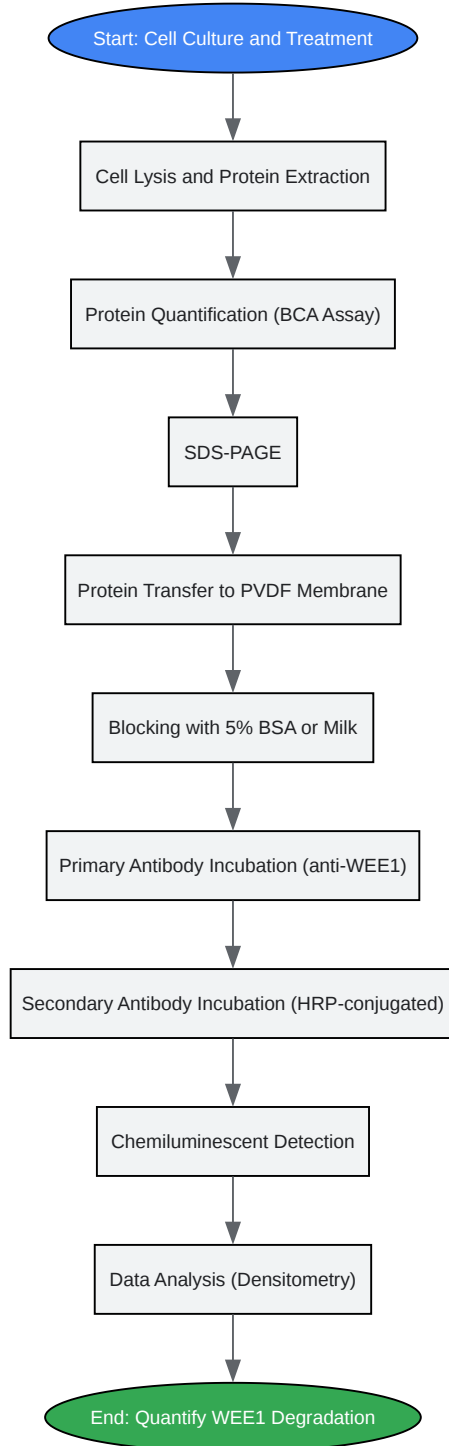 Start: Cell Culture and Treatment
Cell Lysis and Protein Extraction
Protein Quantification (BCA Assay)
SDS-PAGE
Protein Transfer to PVDF Membrane
Blocking with 5% BSA or Milk
Primary Antibody Incubation (anti-WEE1)
Secondary Antibody Incubation (HRP-conjugated)
Chemiluminescent Detection
Data Analysis (Densitometry)
End: Quantify WEE1 Degradation